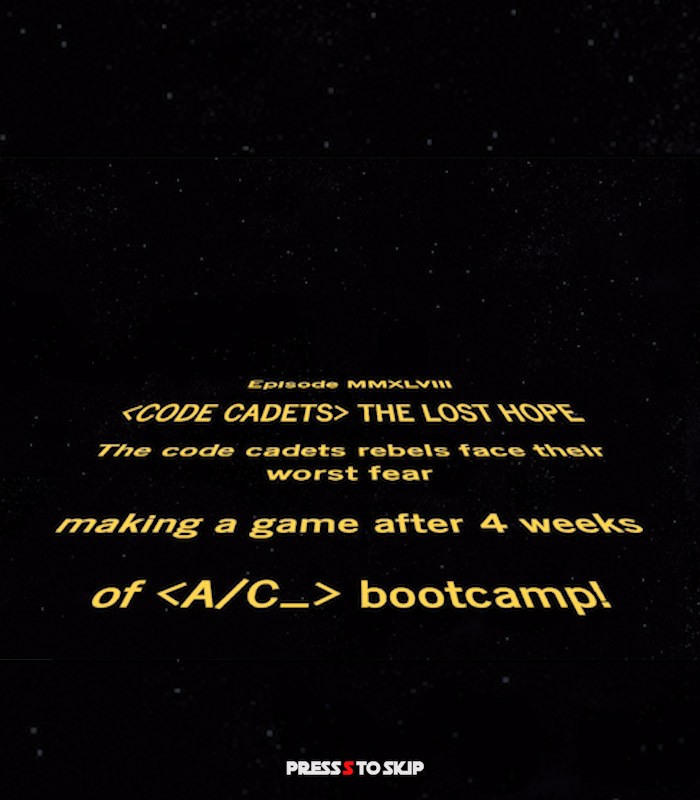 Episode MMXLVIII
<CODE CADETS> THE LOST HOPE
The code cadets rebels face their
worst fear
making a game after 4 weeks
of <A/C_> bootcamp!
PRESS S TO SKIP